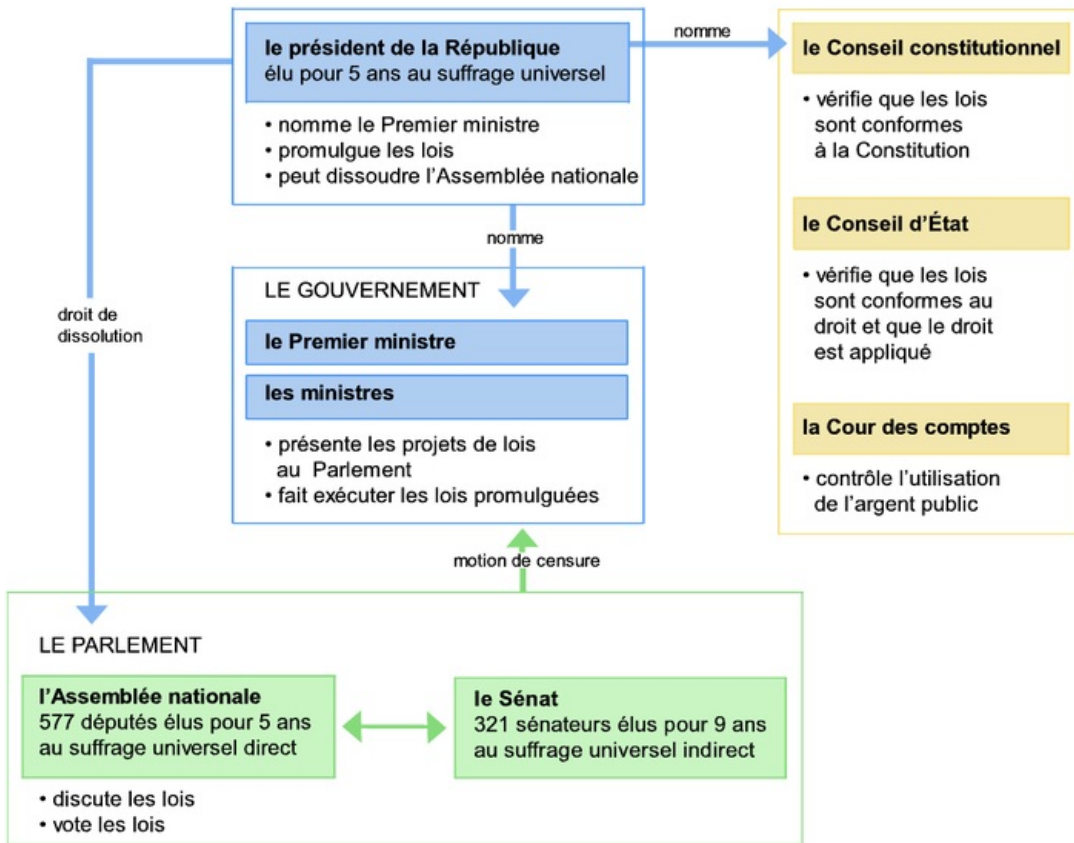 le président de la République
élu pour 5 ans au suffrage universel
• nomme le Premier ministre
• promulgue les lois
• peut dissoudre l'Assemblée nationale
nomme
le Conseil constitutionnel
• vérifie que les lois
sont conformes
à la Constitution
le Conseil d'État
• vérifie que les lois
sont conformes au
droit et que le droit
est appliqué
la Cour des comptes
• contrôle l'utilisation
de l'argent public
nomme
droit de
dissolution
LE GOUVERNEMENT
le Premier ministre
les ministres
• présente les projets de lois
au Parlement
• fait exécuter les lois promulguées
motion de censure
LE PARLEMENT
l'Assemblée nationale
577 députés élus pour 5 ans
au suffrage universel direct
le Sénat
321 sénateurs élus pour 9 ans
au suffrage universel indirect
• discute les lois
• vote les lois